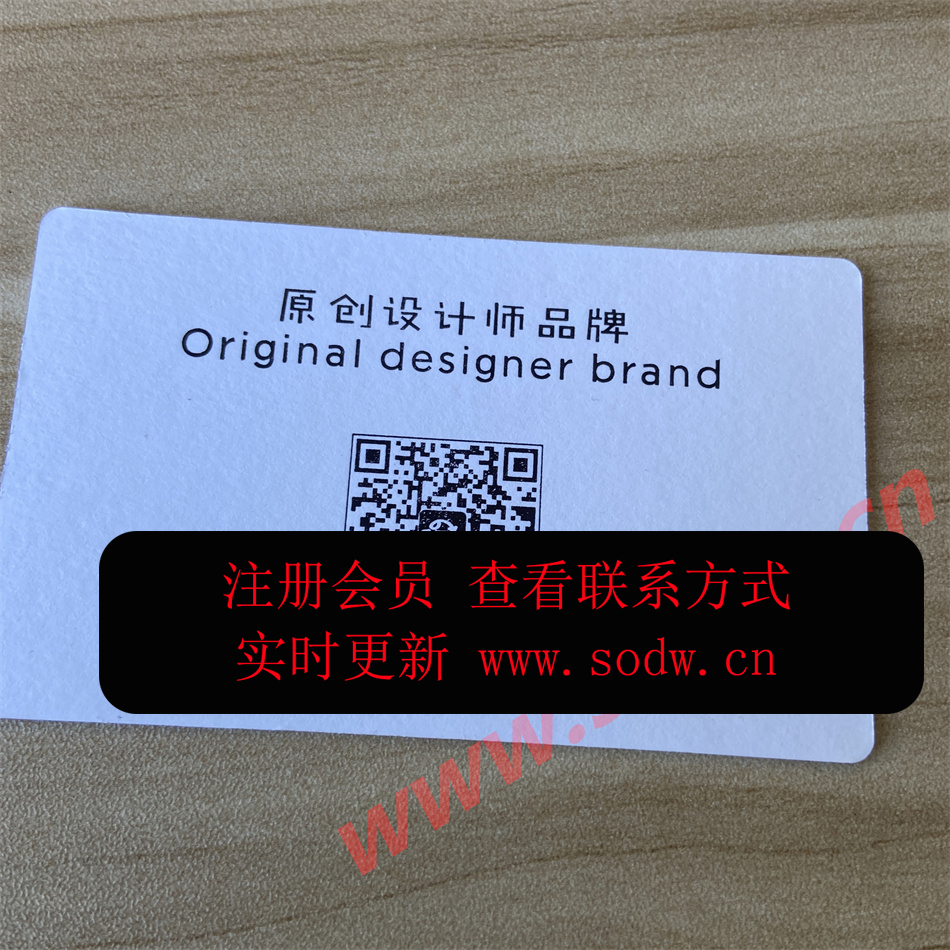 原创设计师品牌
Original designer brand
注册会员 查看联系方式
实时更新 www.sodw.cn